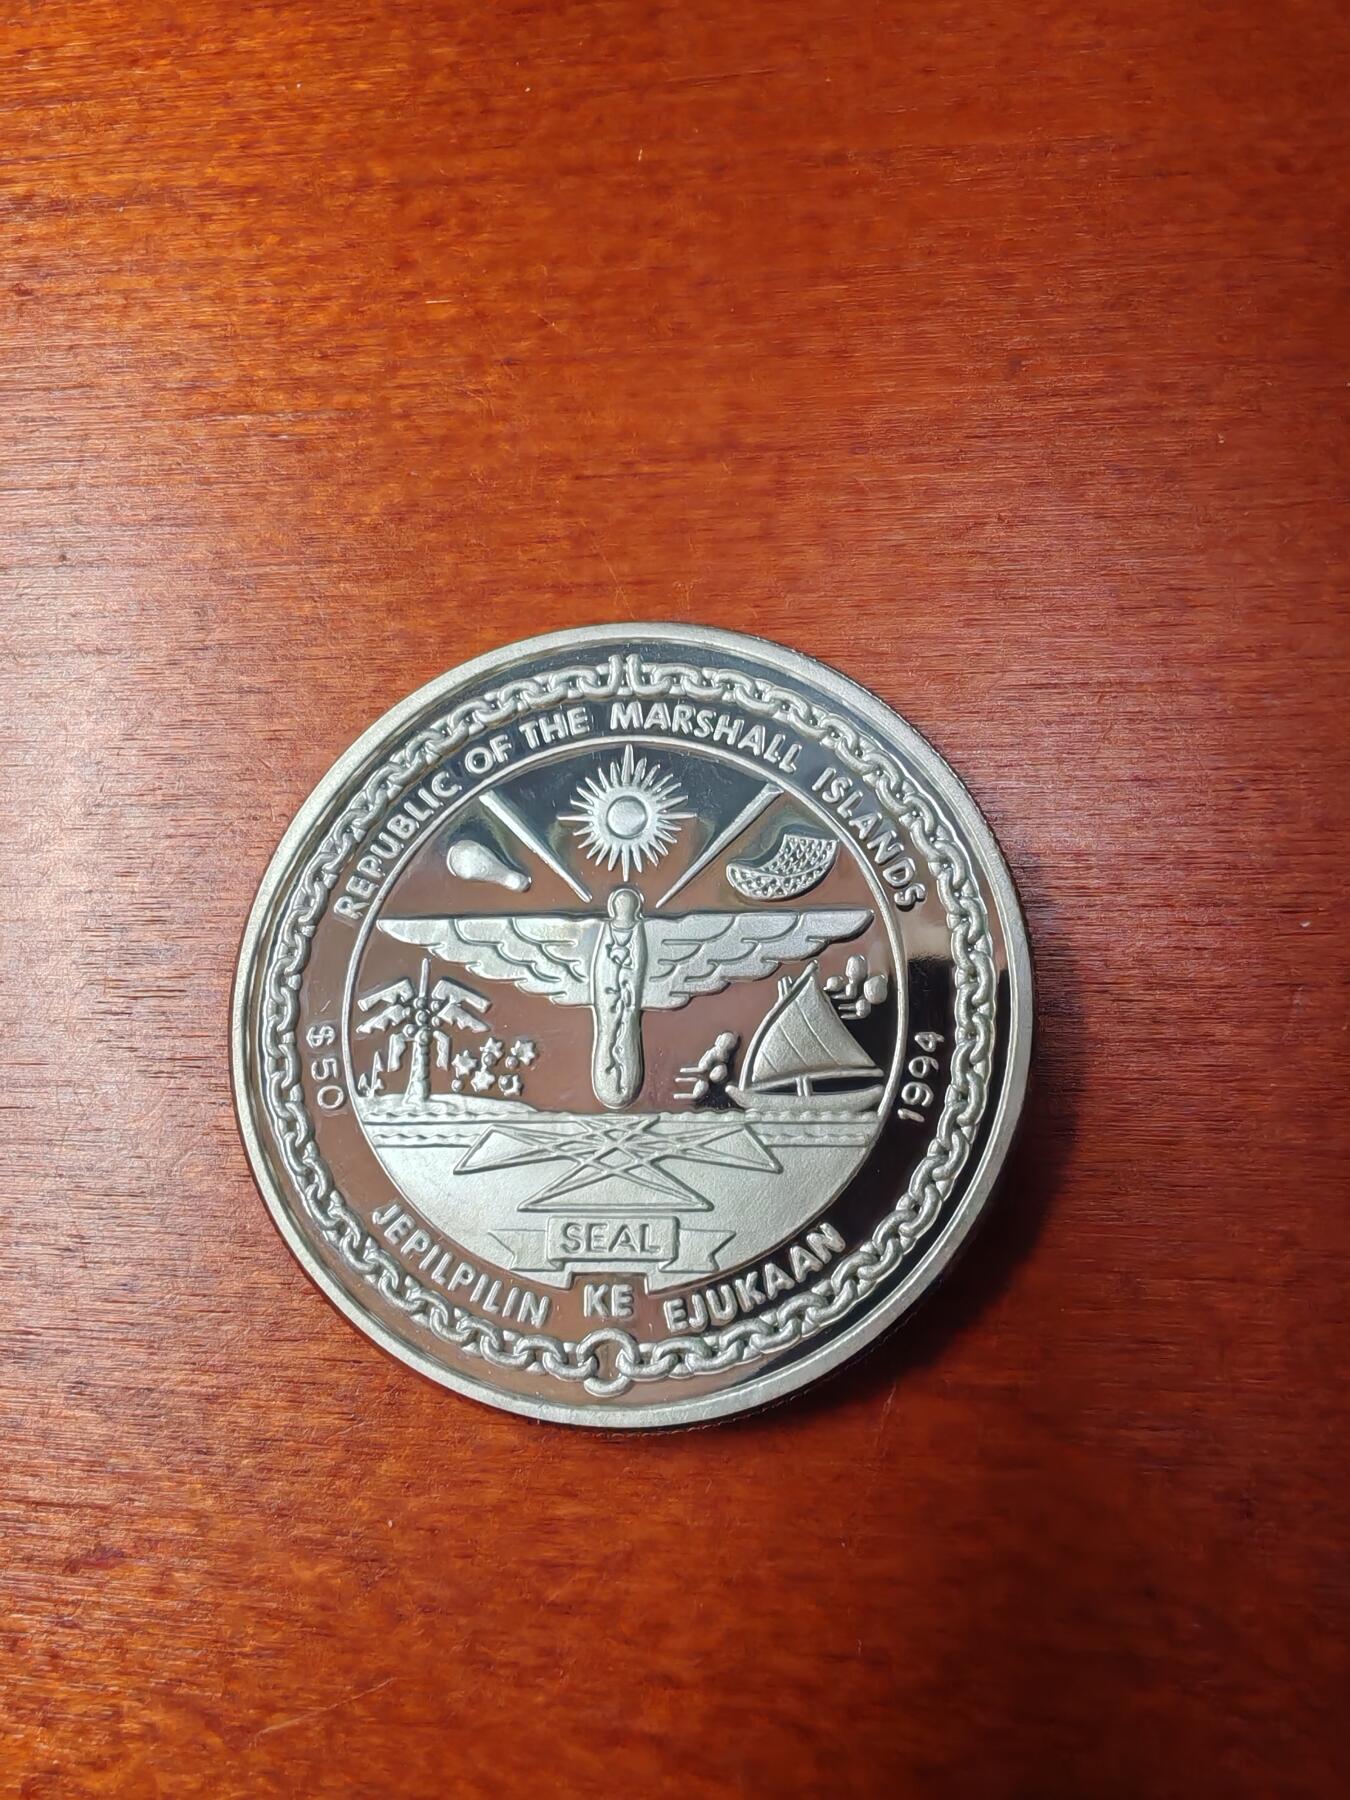 REPUBLIC OF THE MARSHALL ISLANDS
$50
1994
SEAL
JEPILPILIN KE EJUKAAN